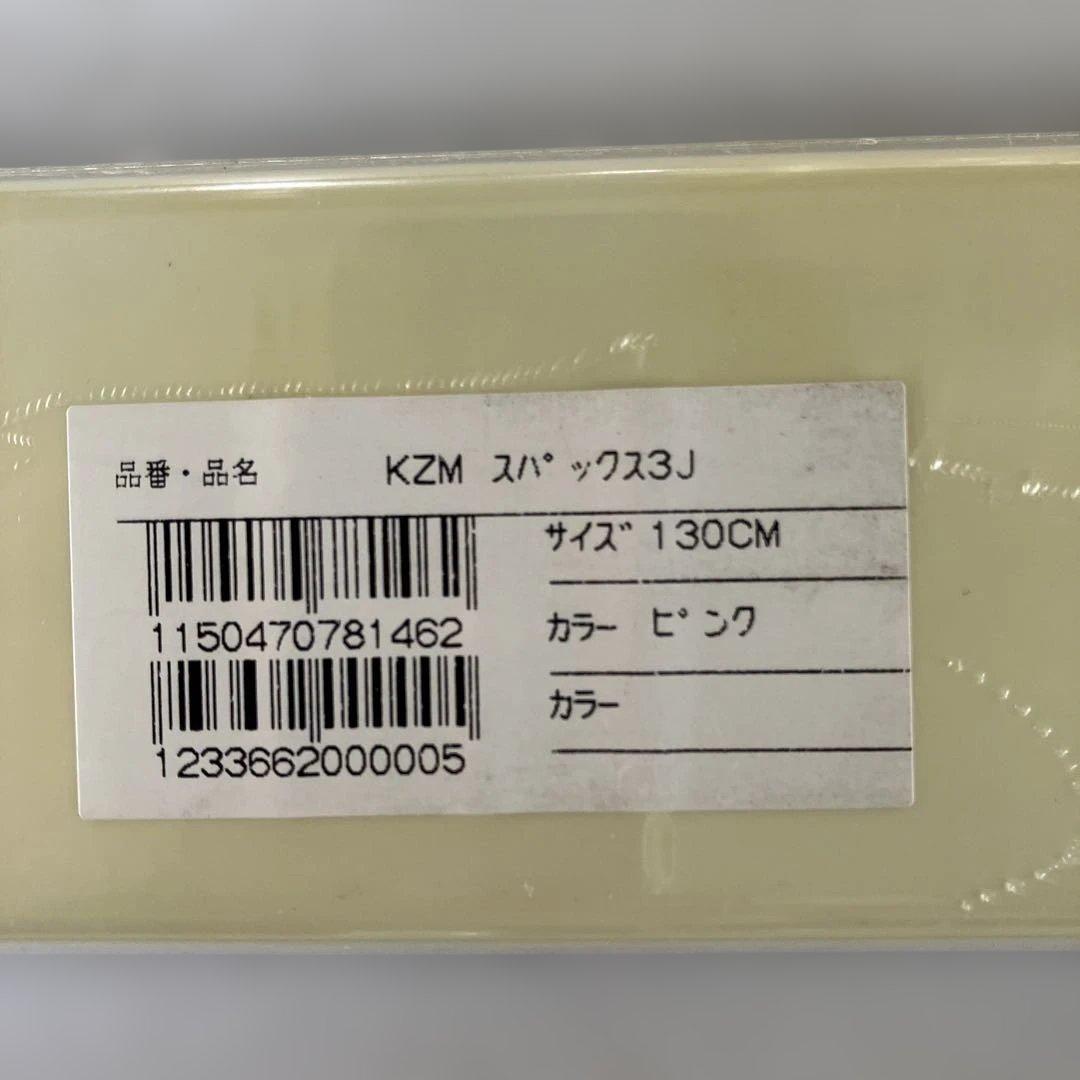 品番・品名 KZM ｽﾊﾟｯｸｽ3J
ｻｲｽﾞ 130CM
1150470781462
ｶﾗｰ ﾋﾟﾝｸ
ｶﾗｰ
1233662000005